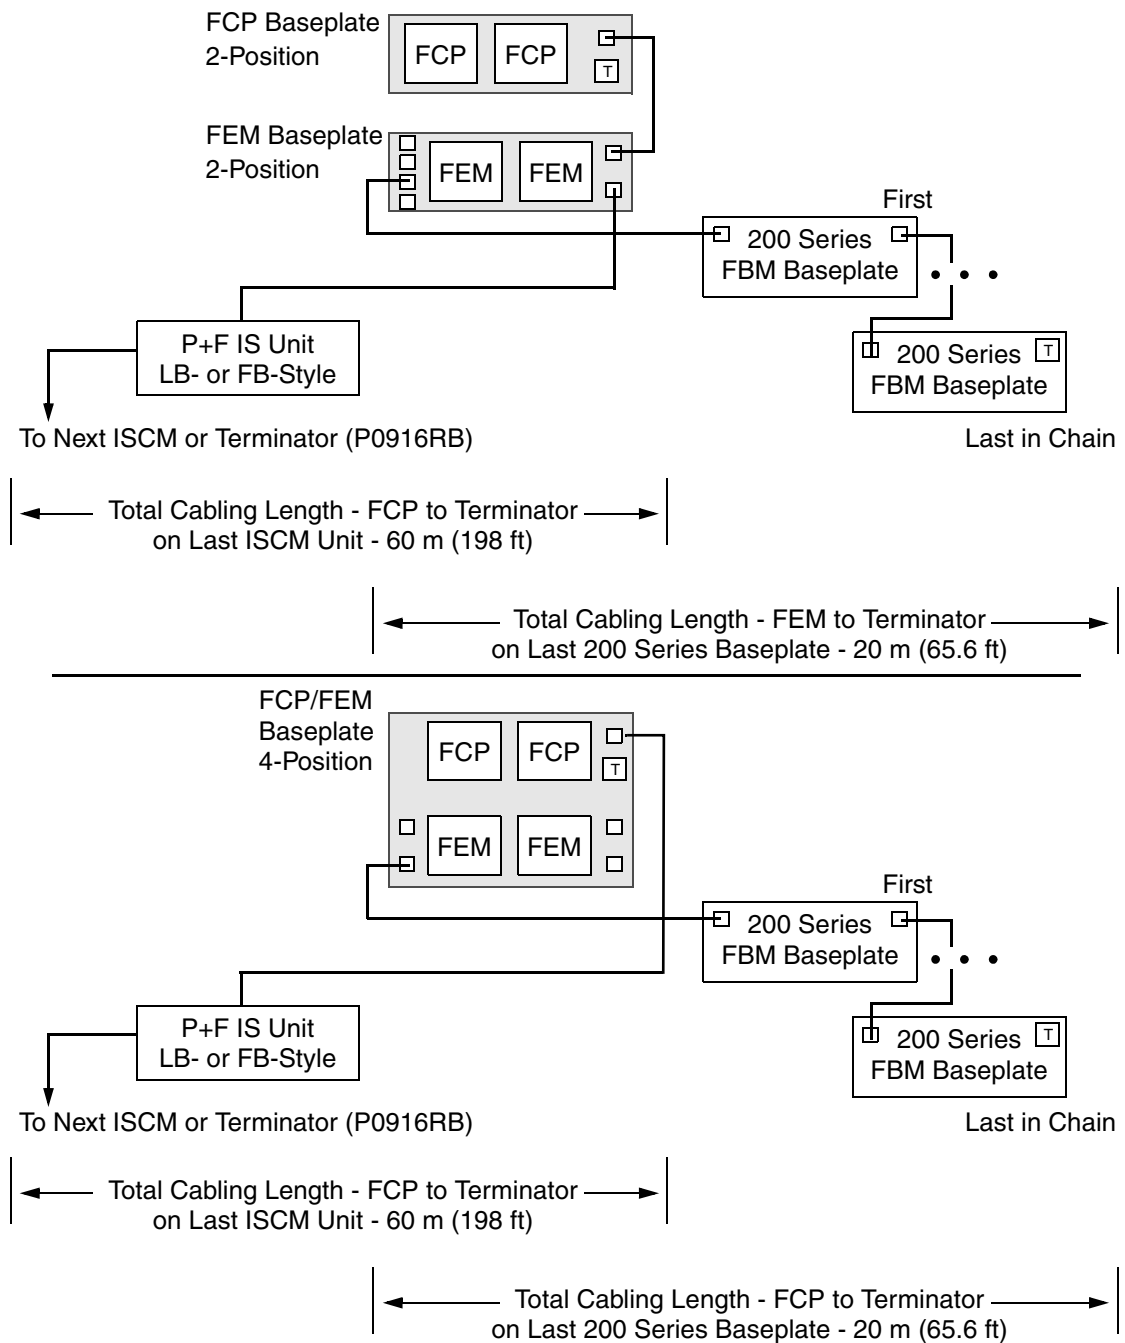 FCP Baseplate
2-Position
FCP
FCP
T
FEM Baseplate
2-Position
FEM
FEM
First
200 Series
FBM Baseplate
P+F IS Unit
LB- or FB-Style
200 Series
FBM Baseplate
T
To Next ISCM or Terminator (P0916RB)
Last in Chain
Total Cabling Length - FCP to Terminator
on Last ISCM Unit - 60 m (198 ft)
Total Cabling Length - FEM to Terminator
on Last 200 Series Baseplate - 20 m (65.6 ft)
FCP/FEM
Baseplate
4-Position
FCP
FCP
T
FEM
FEM
First
200 Series
FBM Baseplate
P+F IS Unit
LB- or FB-Style
200 Series
FBM Baseplate
T
To Next ISCM or Terminator (P0916RB)
Last in Chain
Total Cabling Length - FCP to Terminator
on Last ISCM Unit - 60 m (198 ft)
Total Cabling Length - FCP to Terminator
on Last 200 Series Baseplate - 20 m (65.6 ft)